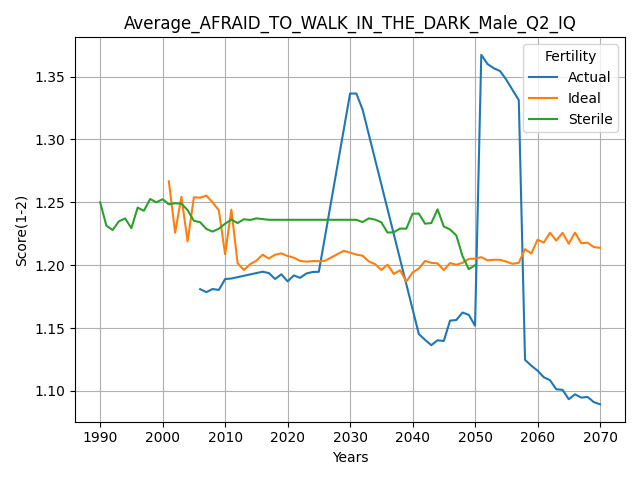 Average_AFRAID_TO_WALK_IN_THE_DARK_Male_Q2_IQ
Fertility
Actual
Ideal
Sterile
Score(1-2)
1.35
1.30
1.25
1.20
1.15
1.10
1990 2000 2010 2020 2030 2040 2050 2060 2070
Years